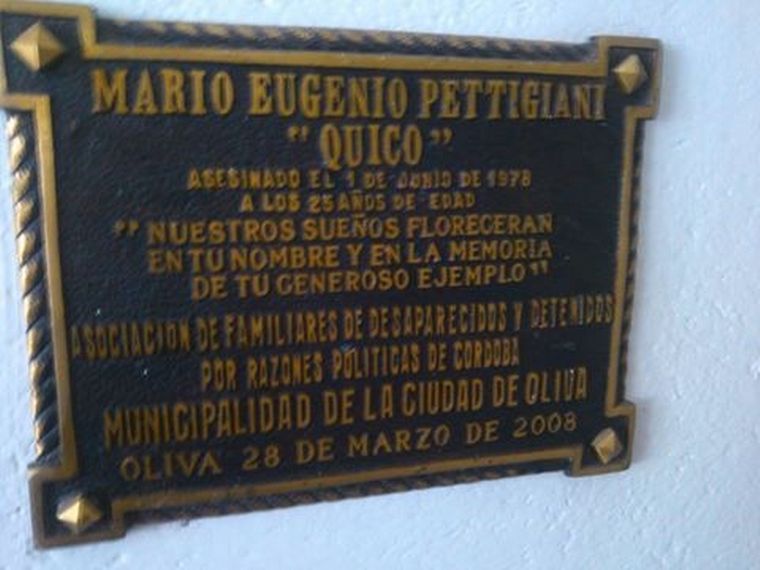 MARIO EUGENIO PETTIGIANI
"QUICO"
ASESINADO EL 1 DE JUNIO DE 1978
A LOS 25 AÑOS DE EDAD
"NUESTROS SUEÑOS FLORECERAN
EN TU NOMBRE Y EN LA MEMORIA
DE TU GENEROSO EJEMPLO"
ASOCIACION DE FAMILIARES DE DESAPARECIDOS Y DETENIDOS
POR RAZONES POLITICAS DE CORDOBA
MUNICIPALIDAD DE LA CIUDAD DE OLIVA
OLIVA 28 DE MARZO DE 2008